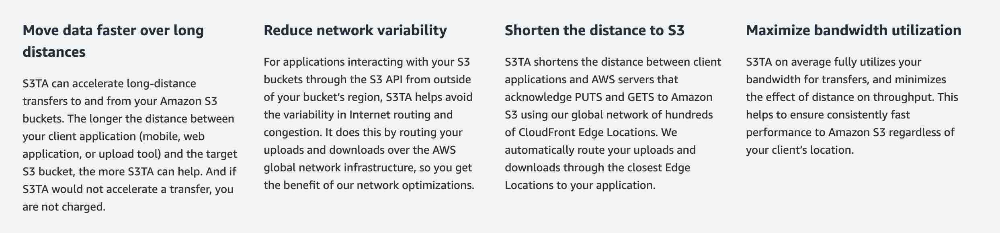 Move data faster over long
distances
S3TA can accelerate long-distance
transfers to and from your Amazon S3
buckets. The longer the distance between
your client application (mobile, web
application, or upload tool) and the target
S3 bucket, the more S3TA can help. And if
S3TA would not accelerate a transfer, you
are not charged.
Reduce network variability
For applications interacting with your S3
buckets through the S3 API from outside
of your bucket’s region, S3TA helps avoid
the variability in Internet routing and
congestion. It does this by routing your
uploads and downloads over the AWS
global network infrastructure, so you get
the benefit of our network optimizations.
Shorten the distance to S3
S3TA shortens the distance between client
applications and AWS servers that
acknowledge PUTS and GETS to Amazon
S3 using our global network of hundreds
of CloudFront Edge Locations. We
automatically route your uploads and
downloads through the closest Edge
Locations to your application.
Maximize bandwidth utilization
S3TA on average fully utilizes your
bandwidth for transfers, and minimizes
the effect of distance on throughput. This
helps to ensure consistently fast
performance to Amazon S3 regardless of
your client’s location.